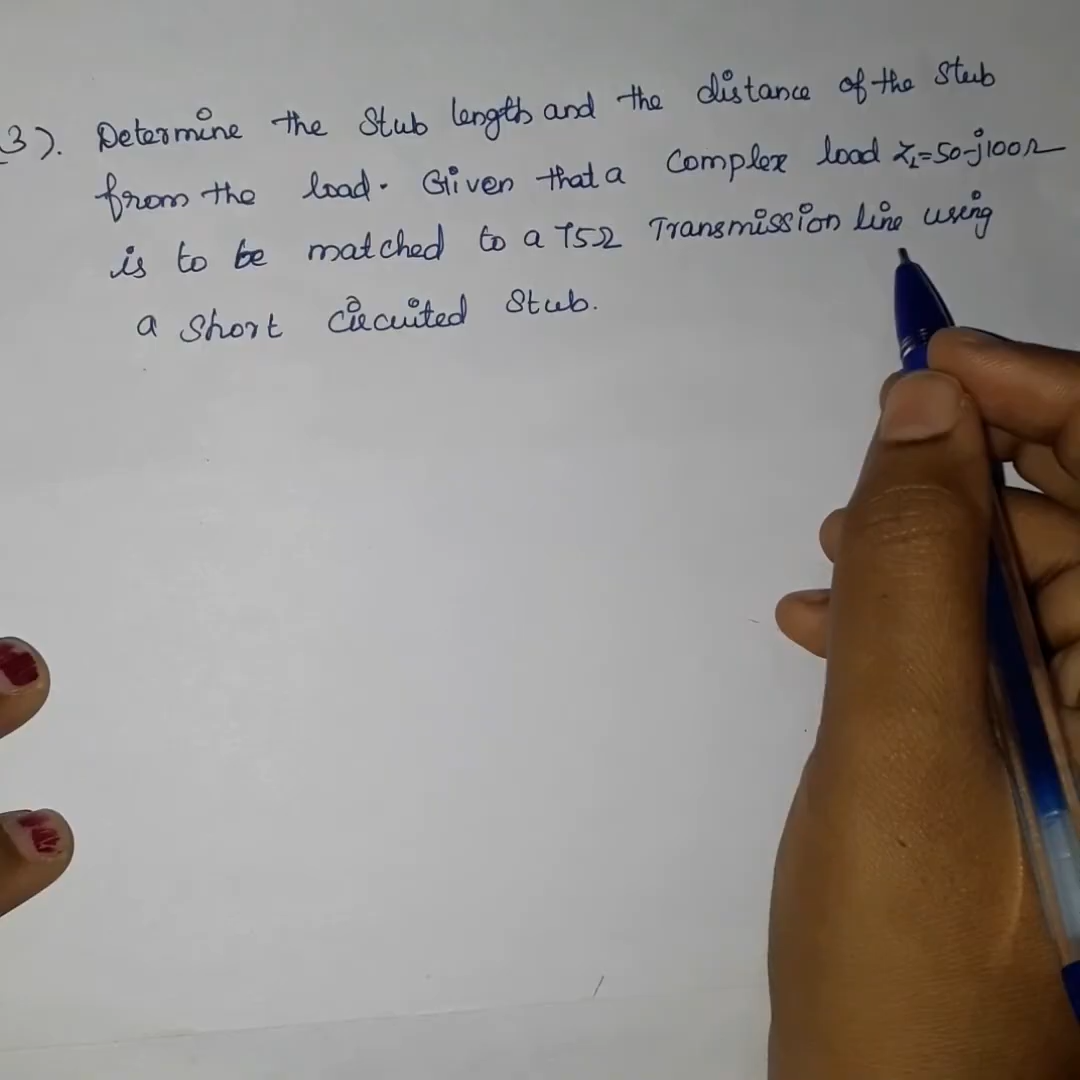 3). Determine the Stub length and the distance of the Stub
from the load. Given that a Complex load ZL=50-j100Ω
is to be matched to a 75Ω Transmission line using
a Short Circuited Stub.